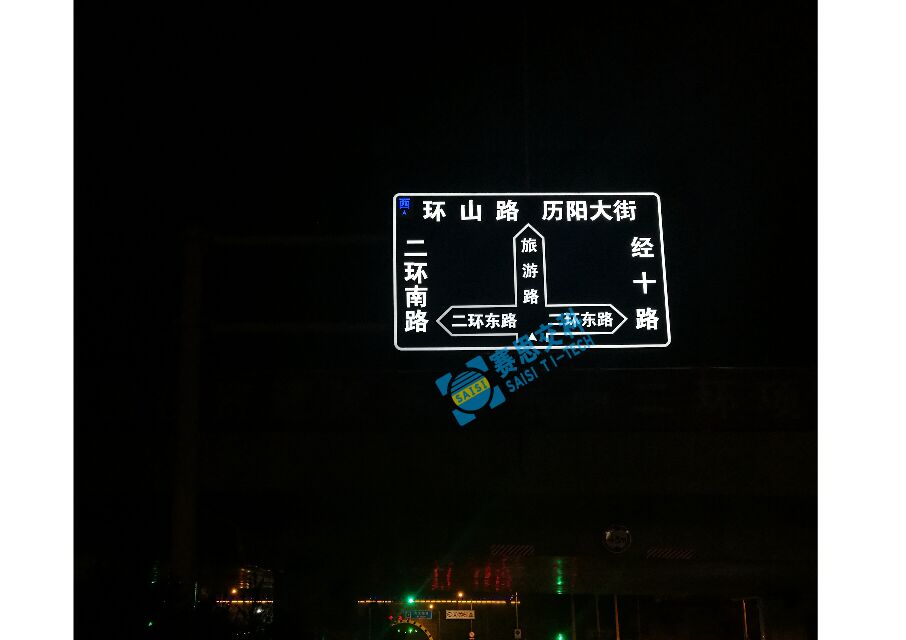 西
环山路 历阳大街
二环南路
旅游路
经十路
二环东路
二环东路
赛思交科
SAISI TI-TECH
SAISI